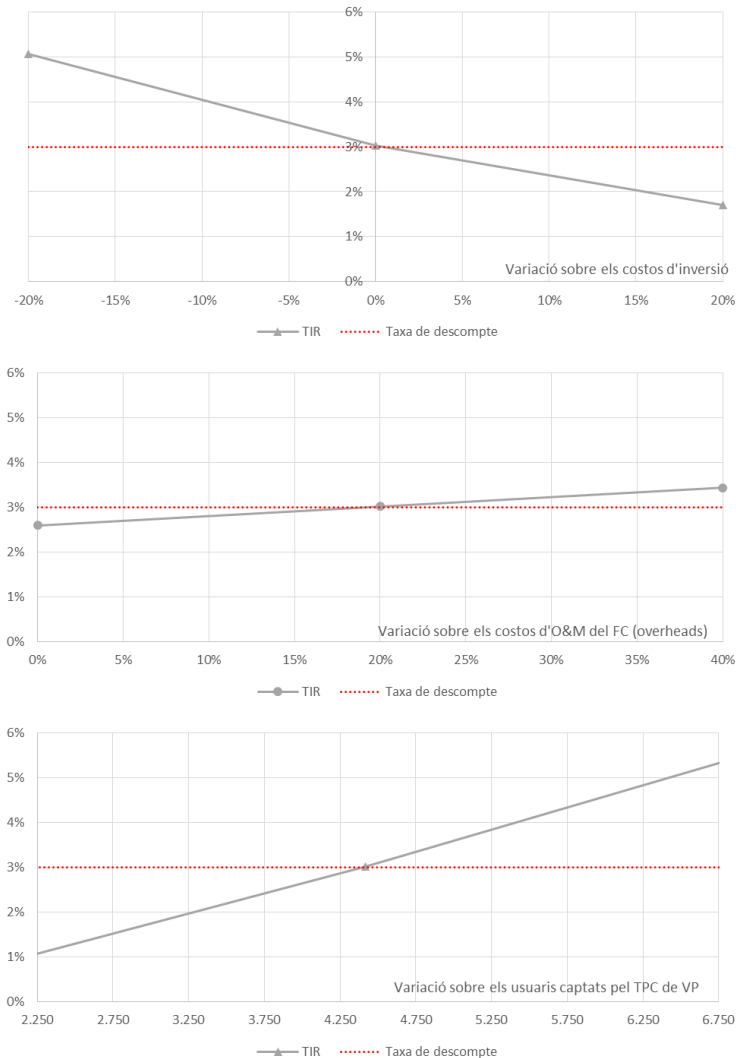 6%
5%
4%
3%
2%
1%
0%
Variació sobre els costos d'inversió
-20% -15% -10% -5% 0% 5% 10% 15% 20%
TIR Taxa de descompte
6%
5%
4%
3%
2%
1%
0%
Variació sobre els costos d'O&M del FC (overheads)
0% 5% 10% 15% 20% 25% 30% 35% 40%
TIR Taxa de descompte
6%
5%
4%
3%
2%
1%
0%
Variació sobre els usuaris captats pel TPC de VP
2.250 2.750 3.250 3.750 4.250 4.750 5.250 5.750 6.250 6.750
TIR Taxa de descompte